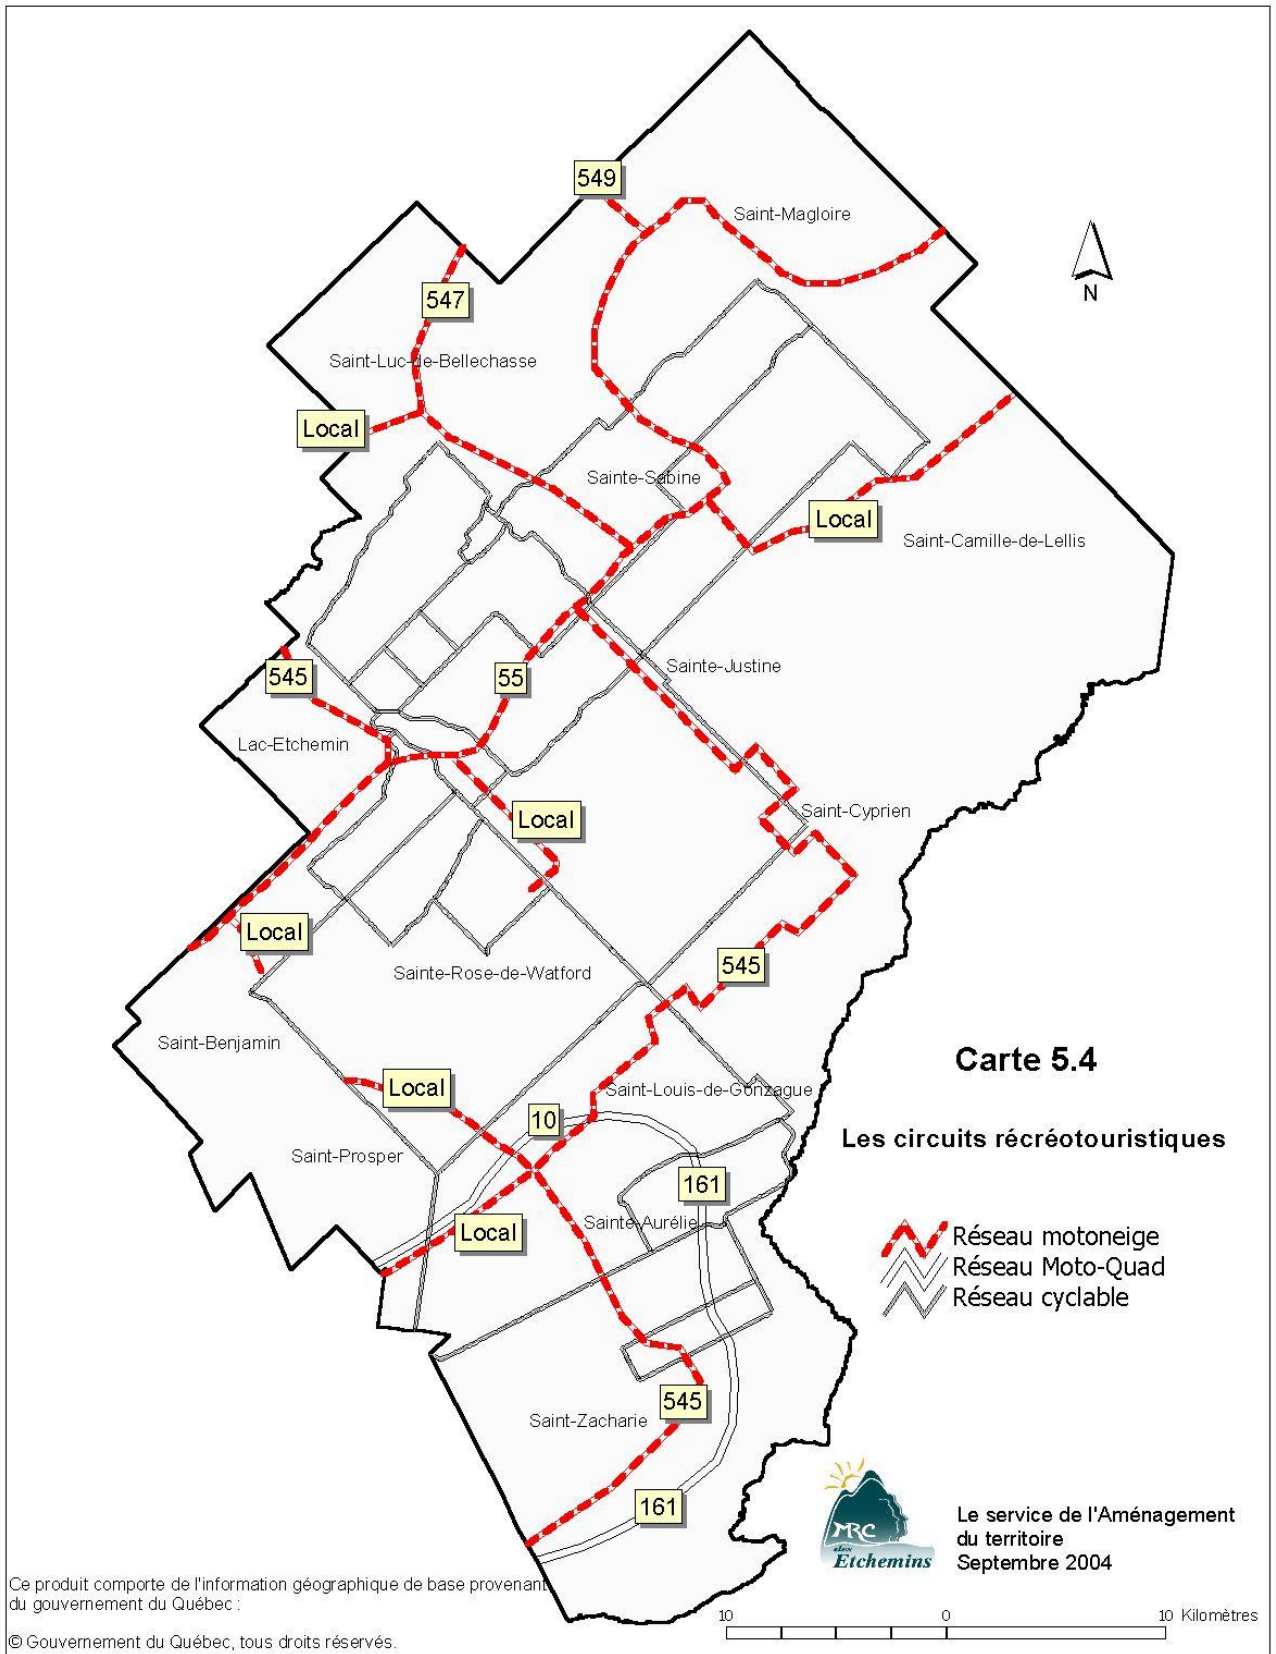 549
Saint-Magloire
N
547
Saint-Luc-de-Bellechasse
Local
Sainte-Sabine
Local
Saint-Camille-de-Lellis
Sainte-Justine
545
55
Lac-Etchemin
Saint-Cyprien
Local
Local
545
Sainte-Rose-de-Watford
Saint-Benjamin
Carte 5.4
Local
Saint-Louis-de-Gonzague
10
Les circuits récréotouristiques
Saint-Prosper
161
Sainte-Aurélie
Local
Réseau motoneige
Réseau Moto-Quad
Réseau cyclable
545
Saint-Zacharie
161
MRC
des
Etchemins
Le service de l'Aménagement
du territoire
Septembre 2004
Ce produit comporte de l'information géographique de base provenant
du gouvernement du Québec :
© Gouvernement du Québec, tous droits réservés.
10 0 10 Kilomètres